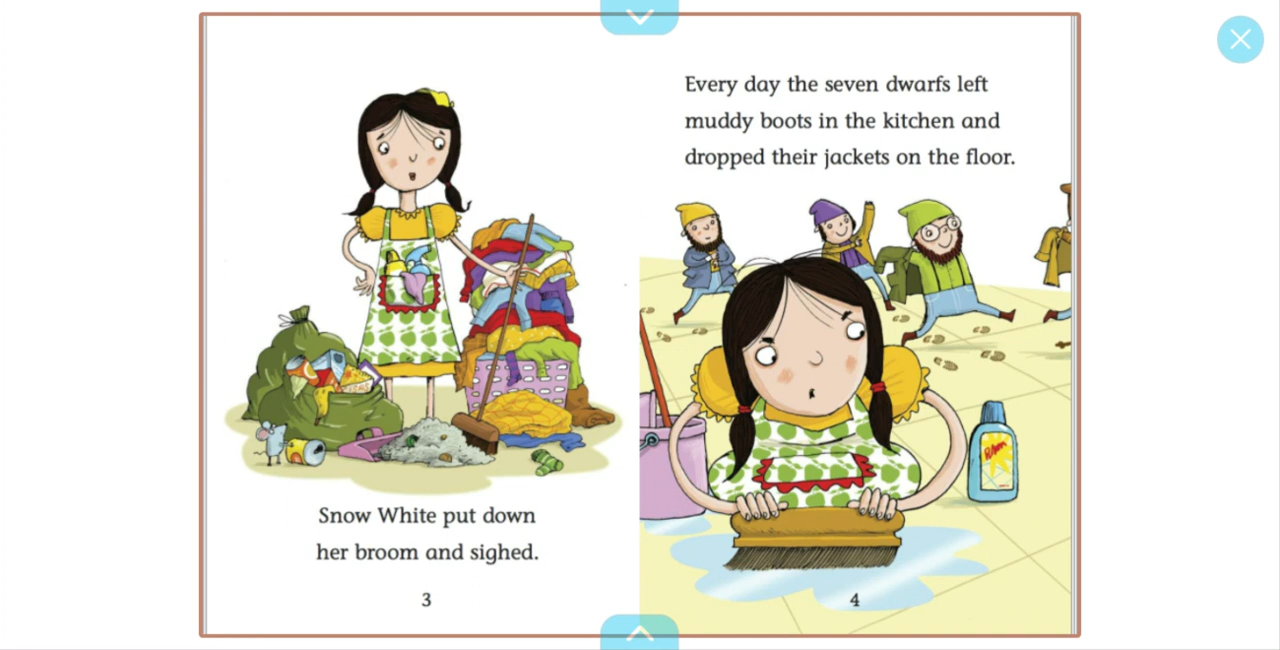 Snow White put down
her broom and sighed.
3
Every day the seven dwarfs left
muddy boots in the kitchen and
dropped their jackets on the floor.
BAM
4